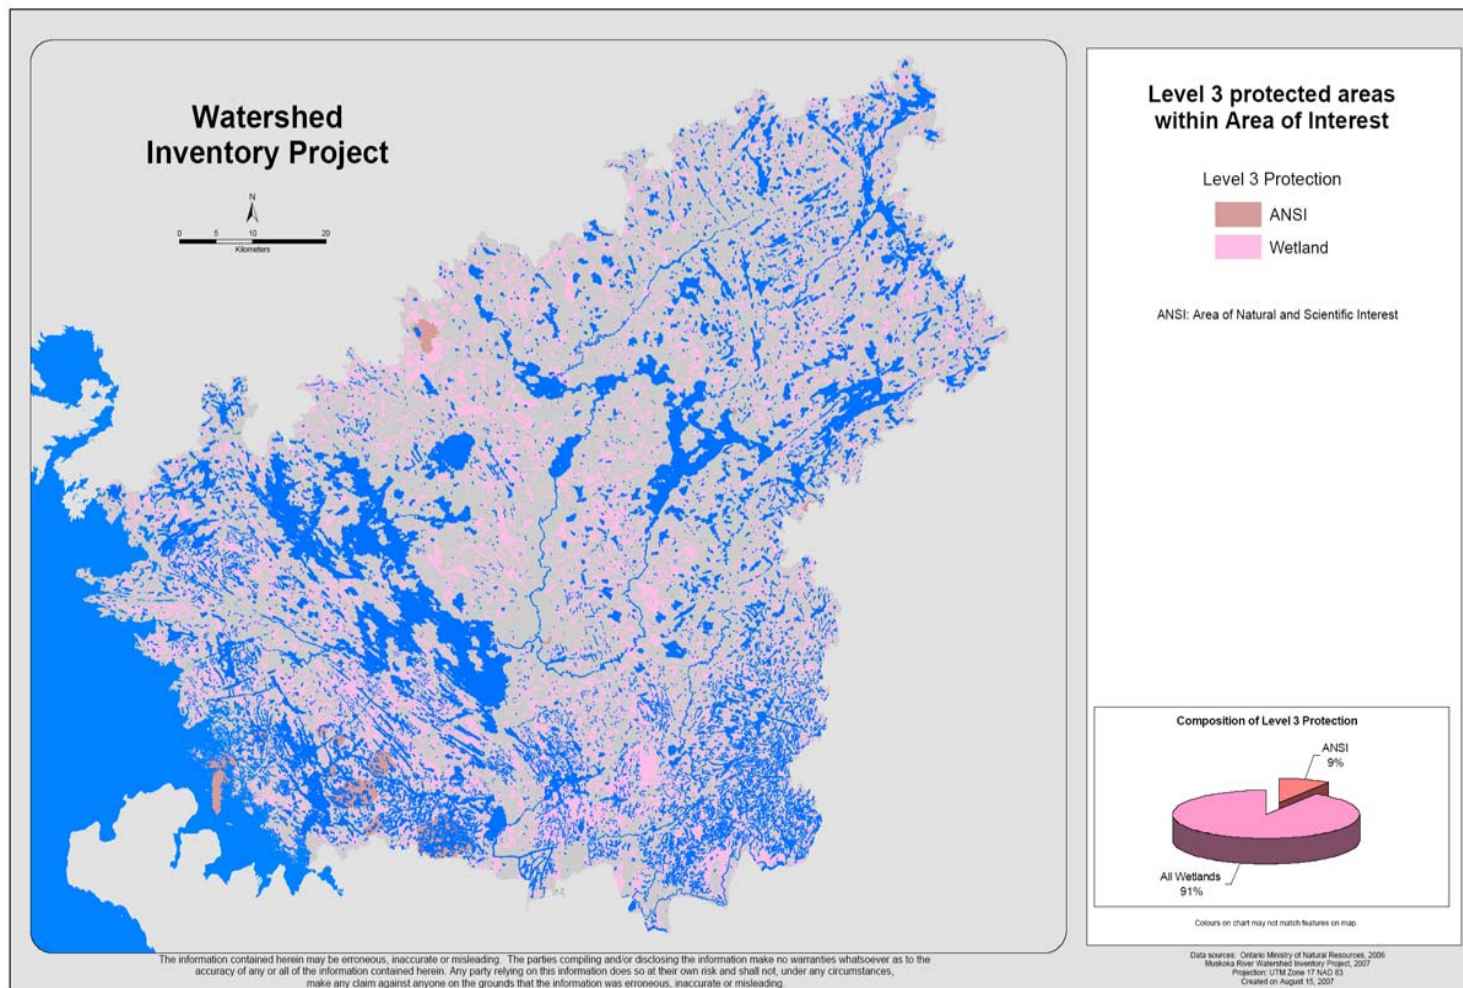 Watershed
Inventory Project
N
0 5 10 20
Kilometers
Level 3 protected areas
within Area of Interest
Level 3 Protection
ANSI
Wetland
ANSI: Area of Natural and Scientific Interest
Composition of Level 3 Protection
ANSI
9%
All Wetlands
91%
Colours on chart may not match features on map.
The information contained herein may be erroneous, inaccurate or misleading. The parties compiling and/or disclosing the information make no warranties whatsoever as to the
accuracy of any or all of the information contained herein. Any party relying on this information does so at their own risk and shall not, under any circumstances,
make any claim against anyone on the grounds that the information was erroneous, inaccurate or misleading.
Data sources: Ontario Ministry of Natural Resources, 2006
Muskoka River Watershed Inventory Project, 2007
Projection: UTM Zone 17 NAD 83
Created on August 15, 2007